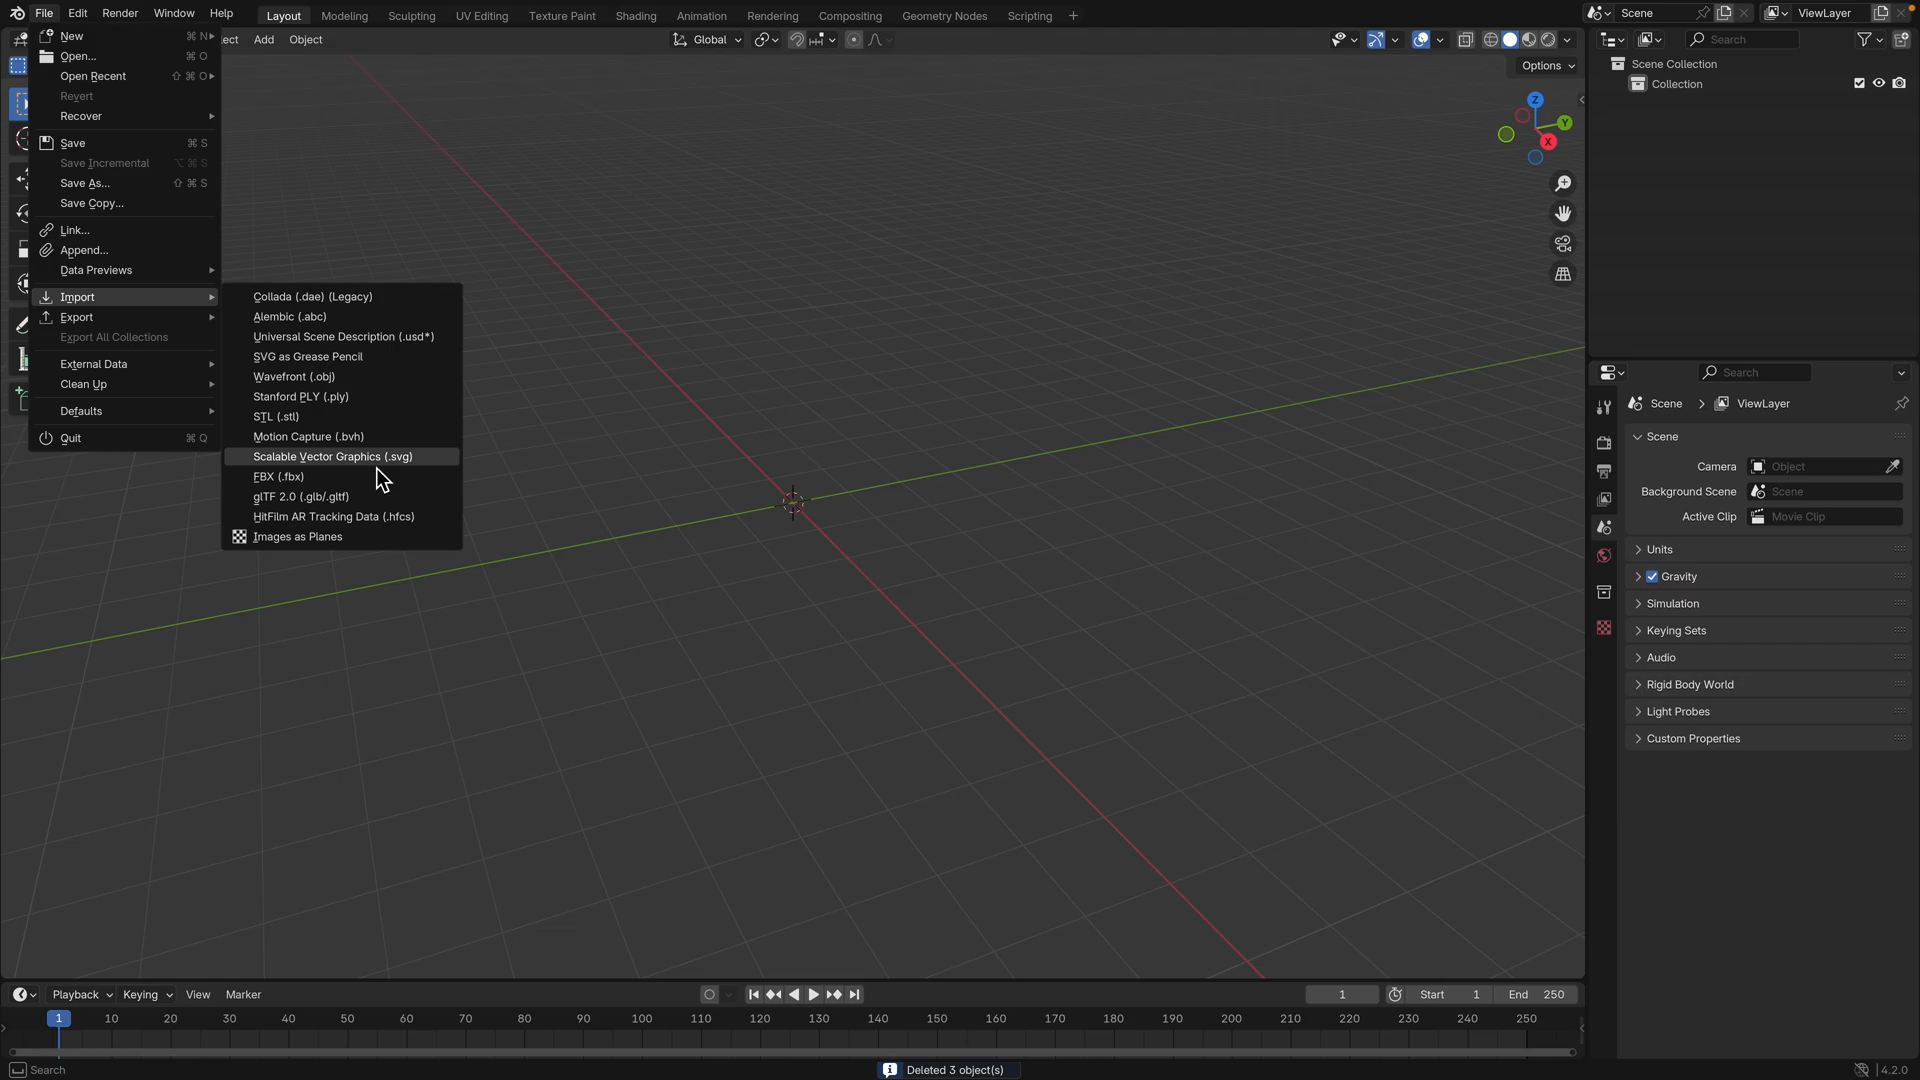 File Edit Render Window Help
Layout Modeling Sculpting UV Editing Texture Paint Shading Animation Rendering Compositing Geometry Nodes Scripting +
Scene
ViewLayer
ect Add Object
Global
Options
Search
Scene Collection
Collection
New ⌘ N
Open... ⌘ O
Open Recent ⇧ ⌘ O
Revert
Recover
Save ⌘ S
Save Incremental ⌥ ⌘ S
Save As... ⇧ ⌘ S
Save Copy...
Link...
Append...
Data Previews
Import
Export
Export All Collections
External Data
Clean Up
Defaults
Quit ⌘ Q
Collada (.dae) (Legacy)
Alembic (.abc)
Universal Scene Description (.usd*)
SVG as Grease Pencil
Wavefront (.obj)
Stanford PLY (.ply)
STL (.stl)
Motion Capture (.bvh)
Scalable Vector Graphics (.svg)
FBX (.fbx)
glTF 2.0 (.glb/.gltf)
HitFilm AR Tracking Data (.hfcs)
Images as Planes
Z
Y
X
Search
Scene > ViewLayer
Scene
Camera Object
Background Scene Scene
Active Clip Movie Clip
Units
Gravity
Simulation
Keying Sets
Audio
Rigid Body World
Light Probes
Custom Properties
Playback Keying View Marker
1 Start 1 End 250
1 10 20 30 40 50 60 70 80 90 100 110 120 130 140 150 160 170 180 190 200 210 220 230 240 250
Search
Deleted 3 object(s)
4.2.0